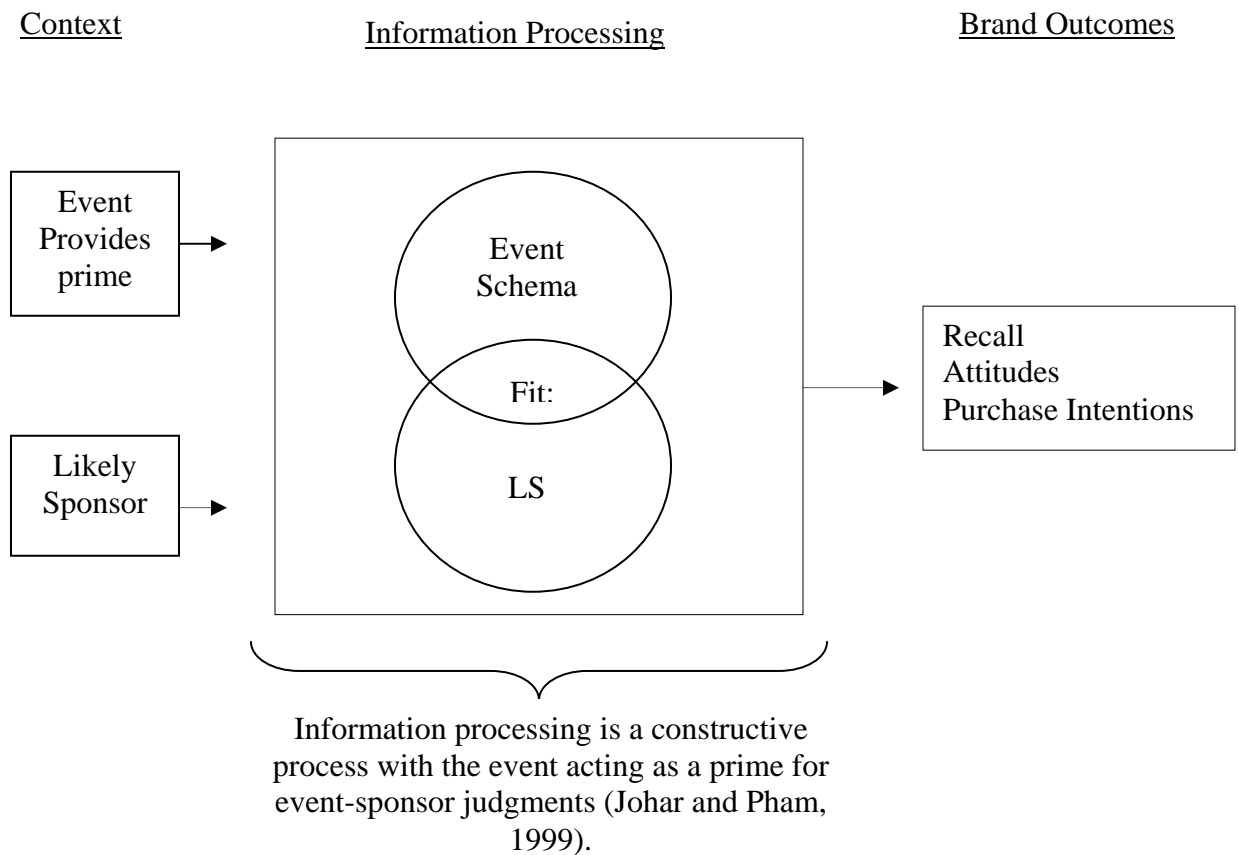 Context
Information Processing
Brand Outcomes
Event
Provides
prime
Likely
Sponsor
Event
Schema
Fit:
LS
Recall
Attitudes
Purchase Intentions
Information processing is a constructive
process with the event acting as a prime for
event-sponsor judgments (Johar and Pham,
1999).